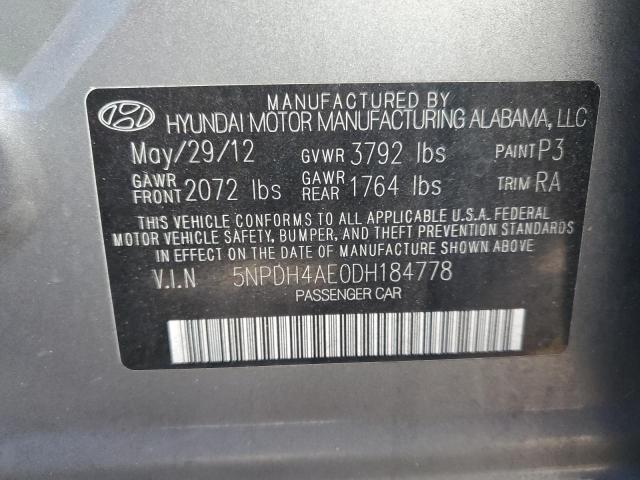 MANUFACTURED BY
HYUNDAI MOTOR MANUFACTURING ALABAMA, LLC
May/29/12 GVWR 3792 lbs PAINT P3
GAWR FRONT 2072 lbs GAWR REAR 1764 lbs TRIM RA
THIS VEHICLE CONFORMS TO ALL APPLICABLE U.S.A. FEDERAL
MOTOR VEHICLE SAFETY, BUMPER, AND THEFT PREVENTION STANDARDS
IN EFFECT ON THE DATE OF MANUFACTURE SHOWN ABOVE.
V.I.N 5NPDH4AE0DH184778
PASSENGER CAR